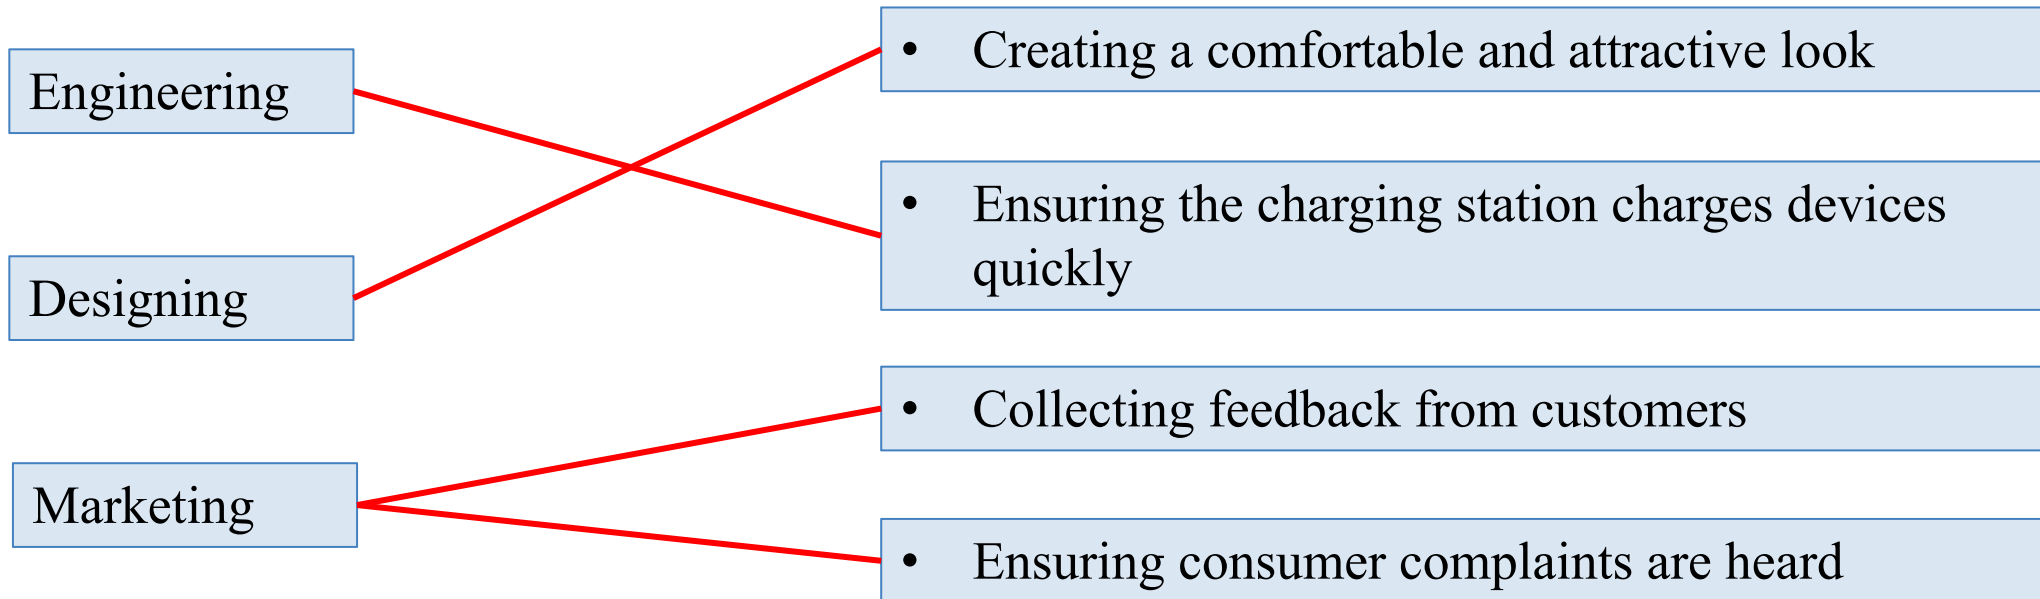 Engineering
Designing
Marketing
• Creating a comfortable and attractive look
• Ensuring the charging station charges devices
quickly
• Collecting feedback from customers
• Ensuring consumer complaints are heard